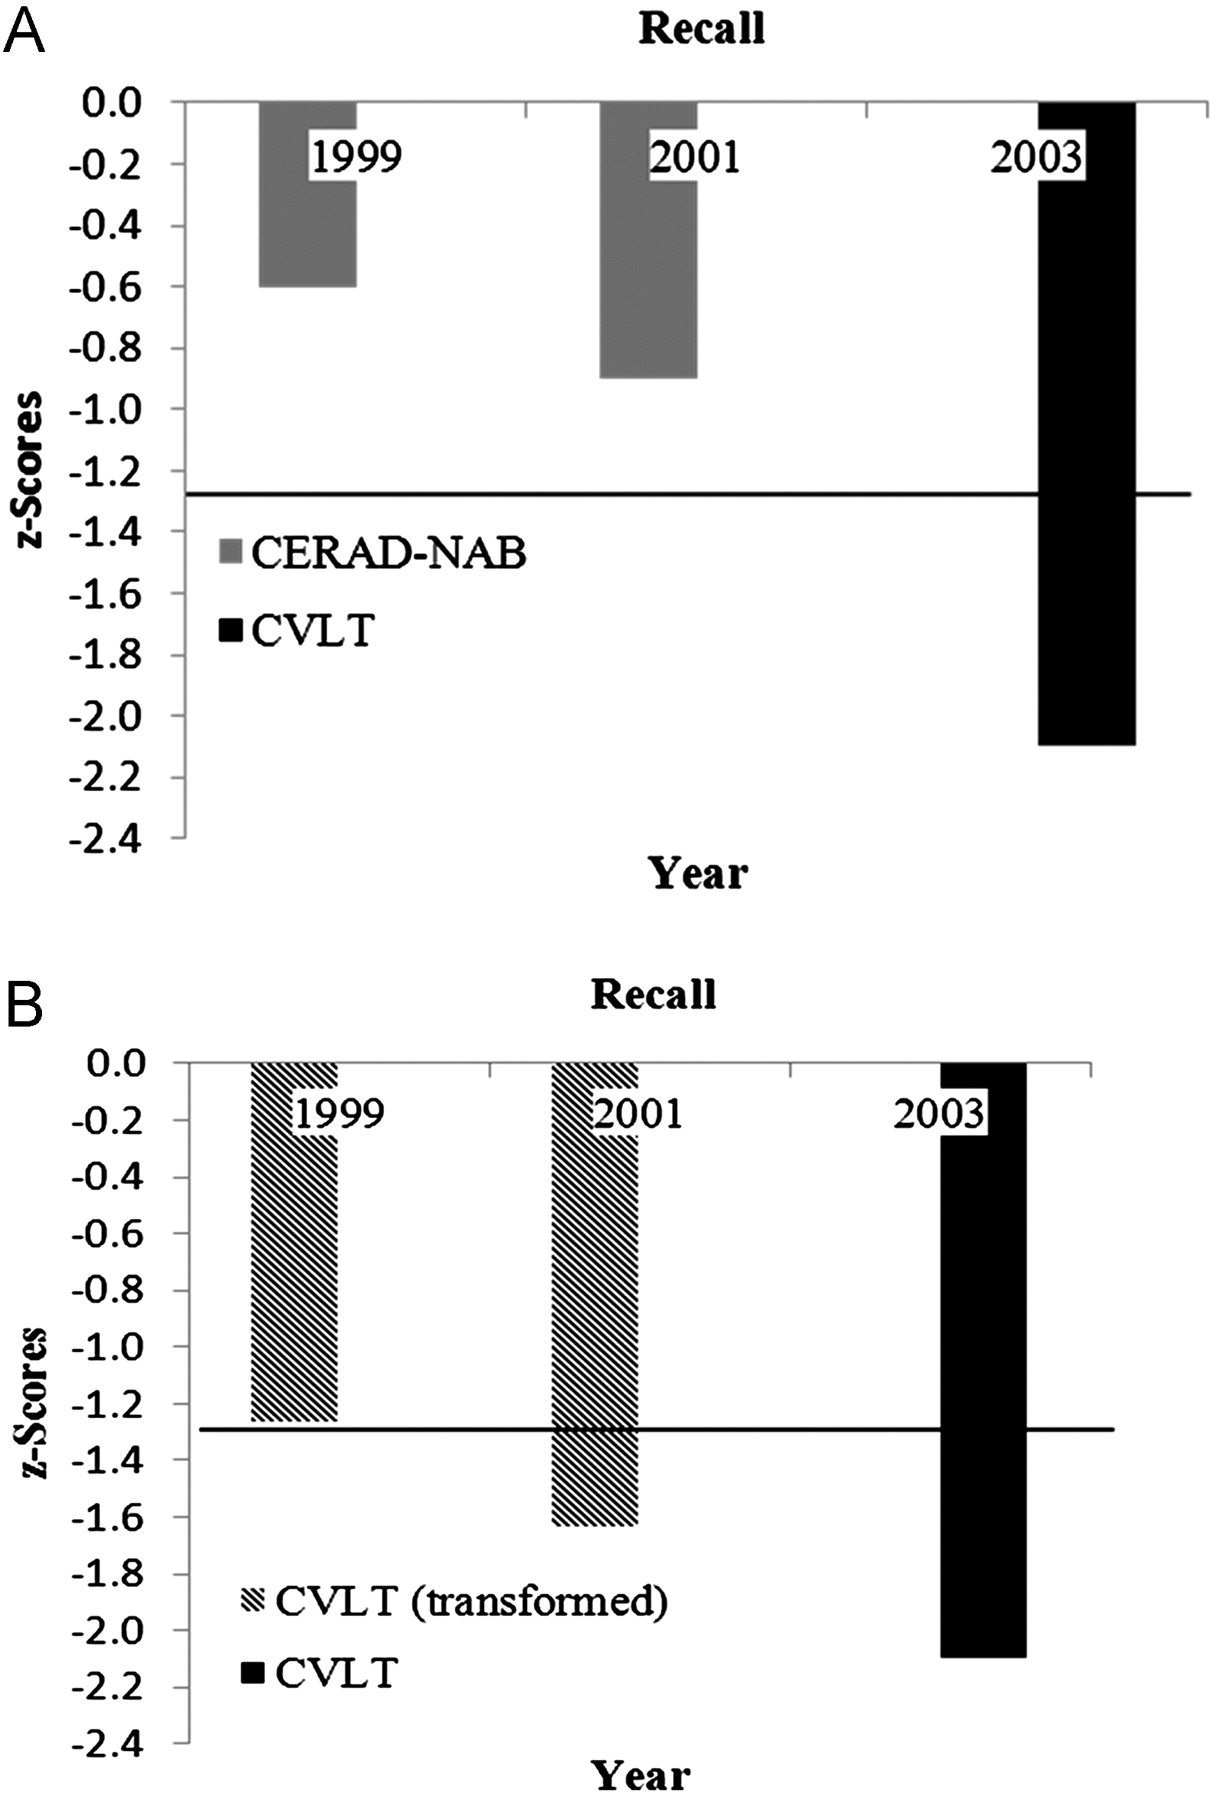 A
Recall
0.0
1999
2001
2003
-0.2
-0.4
-0.6
-0.8
-1.0
-1.2
-1.4
-1.6
-1.8
-2.0
-2.2
-2.4
z-Scores
CERAD-NAB
CVLT
Year
B
Recall
0.0
1999
2001
2003
-0.2
-0.4
-0.6
-0.8
-1.0
-1.2
-1.4
-1.6
-1.8
-2.0
-2.2
-2.4
z-Scores
CVLT (transformed)
CVLT
Year